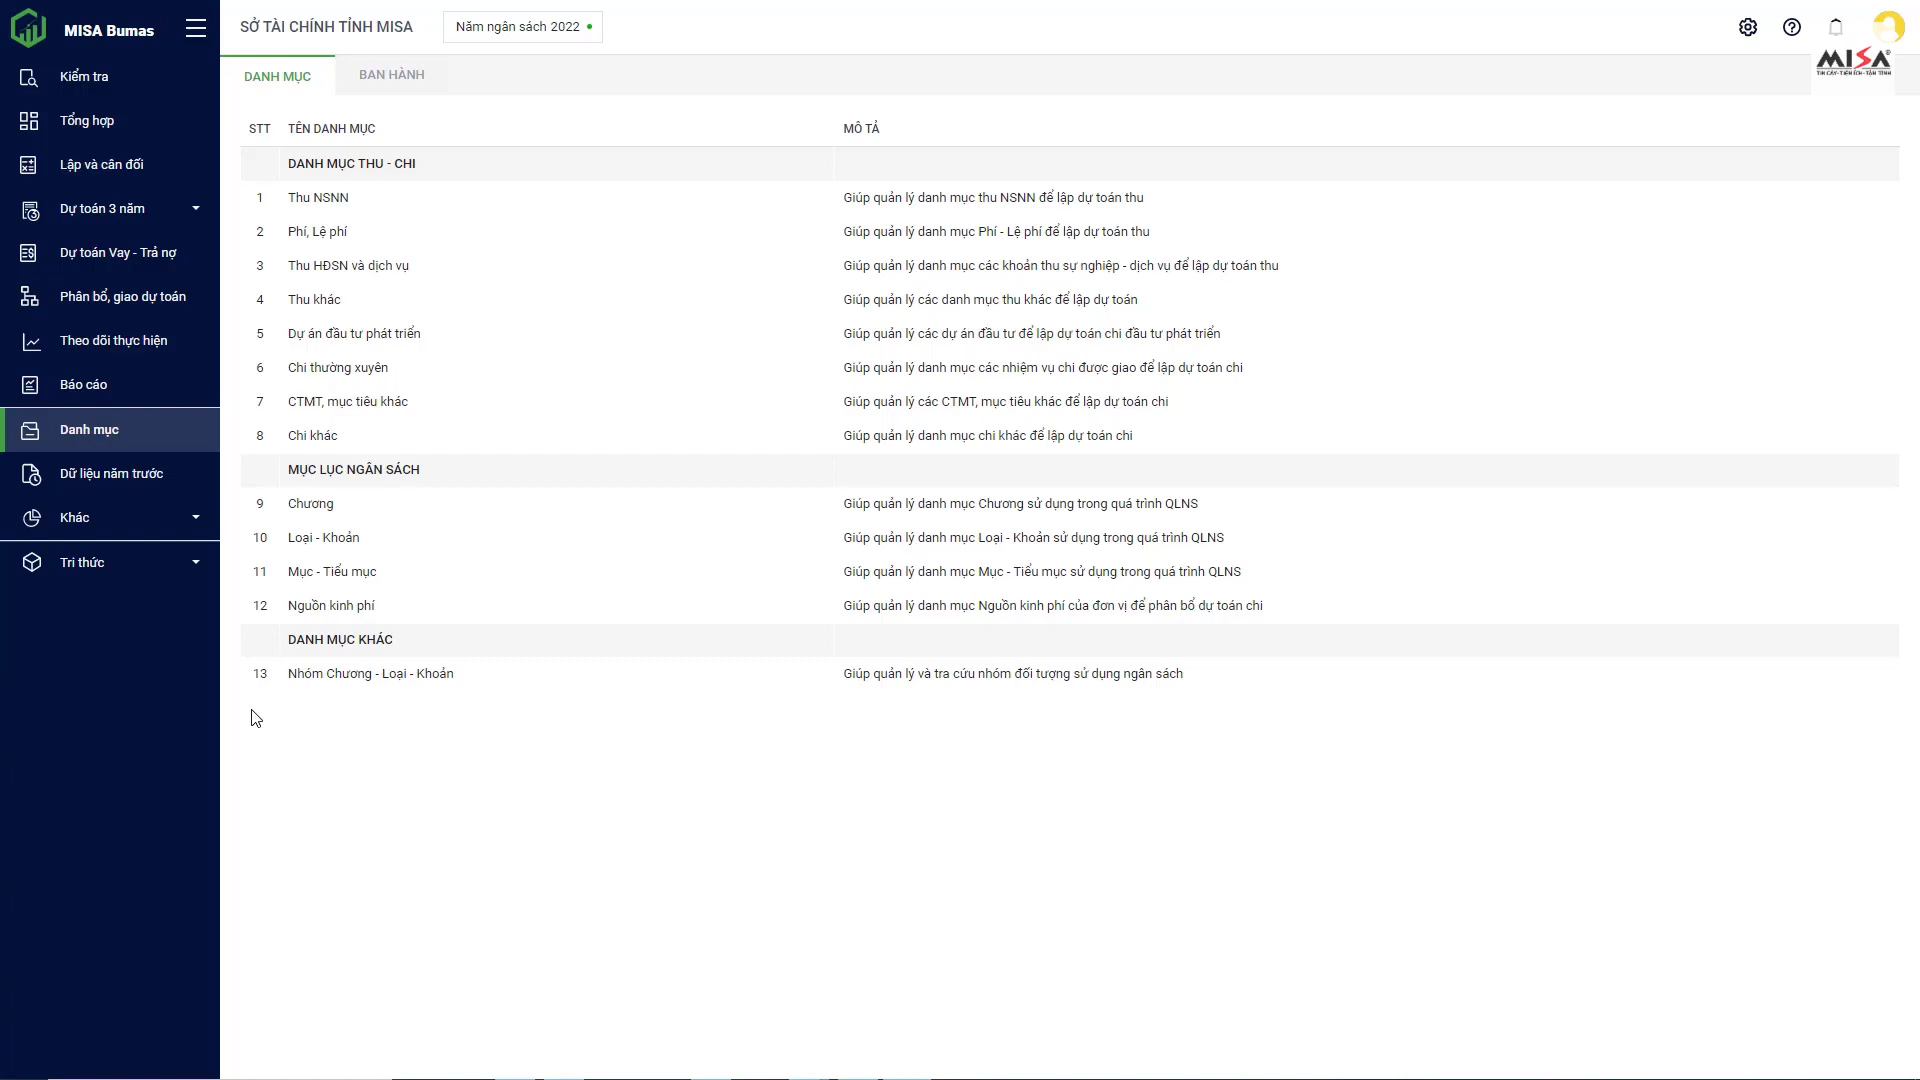 MISA Bumas
SỞ TÀI CHÍNH TỈNH MISA
Năm ngân sách 2022
MISA
TIN CẬY-TIỆN ÍCH-TẬN TÌNH
Kiểm tra
Tổng hợp
Lập và cân đối
Dự toán 3 năm
Dự toán Vay - Trả nợ
Phân bổ, giao dự toán
Theo dõi thực hiện
Báo cáo
Danh mục
Dữ liệu năm trước
Khác
Tri thức
DANH MỤC BAN HÀNH
STT TÊN DANH MỤC MÔ TẢ
DANH MỤC THU - CHI
1 Thu NSNN Giúp quản lý danh mục thu NSNN để lập dự toán thu
2 Phí, Lệ phí Giúp quản lý danh mục Phí - Lệ phí để lập dự toán thu
3 Thu HĐSN và dịch vụ Giúp quản lý danh mục các khoản thu sự nghiệp - dịch vụ để lập dự toán thu
4 Thu khác Giúp quản lý các danh mục thu khác để lập dự toán
5 Dự án đầu tư phát triển Giúp quản lý các dự án đầu tư để lập dự toán chi đầu tư phát triển
6 Chi thường xuyên Giúp quản lý danh mục các nhiệm vụ chi được giao để lập dự toán chi
7 CTMT, mục tiêu khác Giúp quản lý các CTMT, mục tiêu khác để lập dự toán chi
8 Chi khác Giúp quản lý danh mục chi khác để lập dự toán chi
MỤC LỤC NGÂN SÁCH
9 Chương Giúp quản lý danh mục Chương sử dụng trong quá trình QLNS
10 Loại - Khoản Giúp quản lý danh mục Loại - Khoản sử dụng trong quá trình QLNS
11 Mục - Tiểu mục Giúp quản lý danh mục Mục - Tiểu mục sử dụng trong quá trình QLNS
12 Nguồn kinh phí Giúp quản lý danh mục Nguồn kinh phí của đơn vị để phân bổ dự toán chi
DANH MỤC KHÁC
13 Nhóm Chương - Loại - Khoản Giúp quản lý và tra cứu nhóm đối tượng sử dụng ngân sách